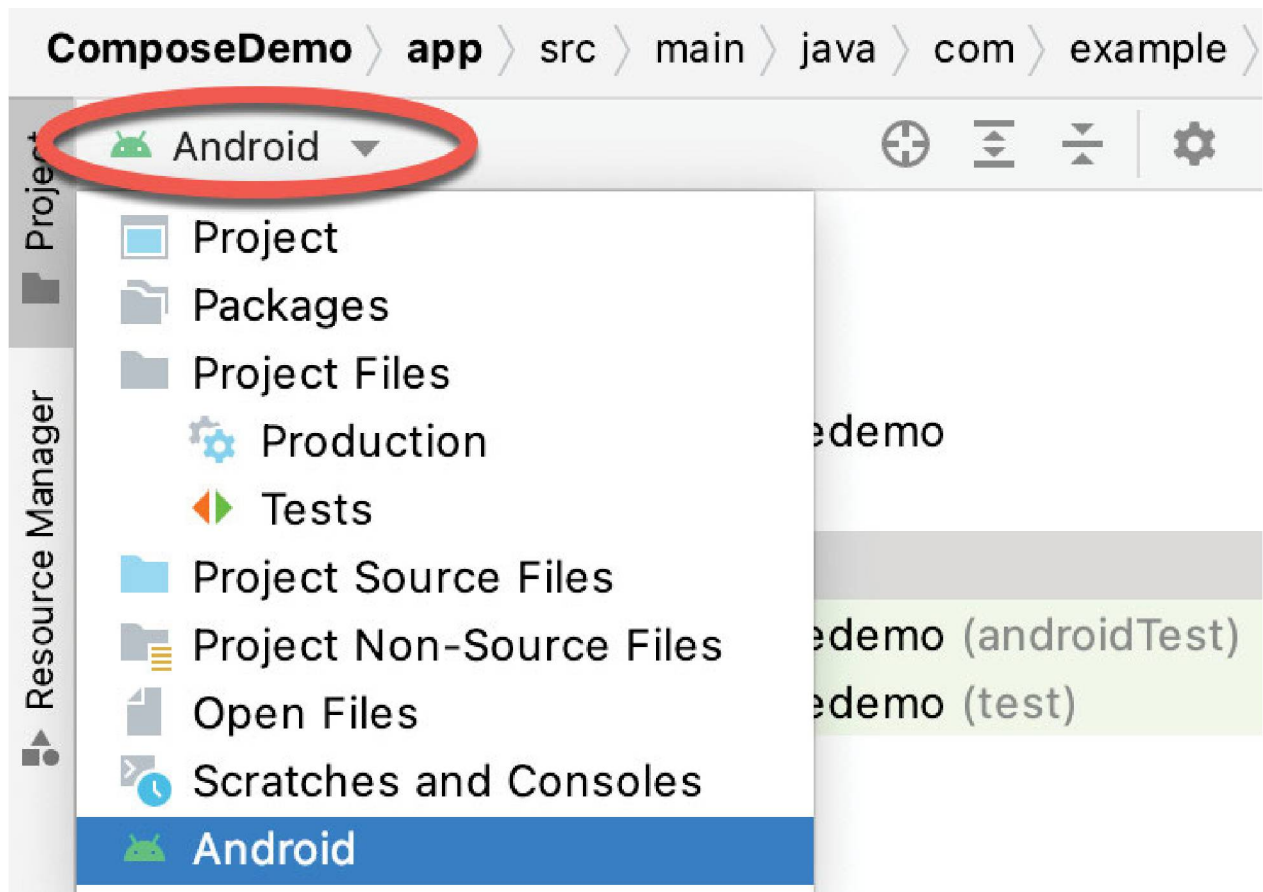 ComposeDemo app src main java com example
Android
Project
Resource Manager
Project
Packages
Project Files
Production
Tests
Project Source Files
Project Non-Source Files
Open Files
Scratches and Consoles
Android
edemo
edemo (androidTest)
edemo (test)